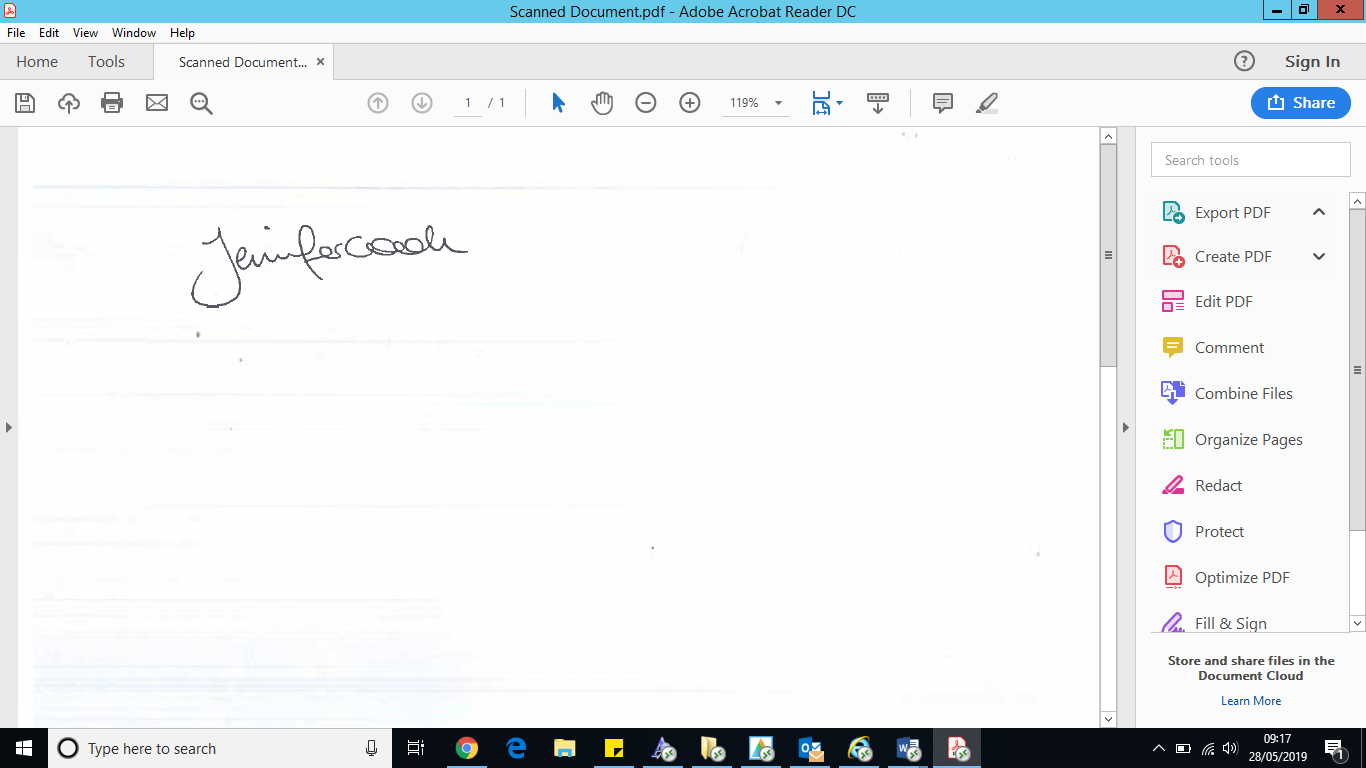 Scanned Document.pdf - Adobe Acrobat Reader DC
File Edit View Window Help
Home Tools Scanned Document... × Sign In
1 / 1 119% Share
Search tools
Jennifer
Export PDF
Create PDF
Edit PDF
Comment
Combine Files
Organize Pages
Redact
Protect
Optimize PDF
Fill & Sign
Store and share files in the
Document Cloud
Learn More
Type here to search
09:17
28/05/2019
1